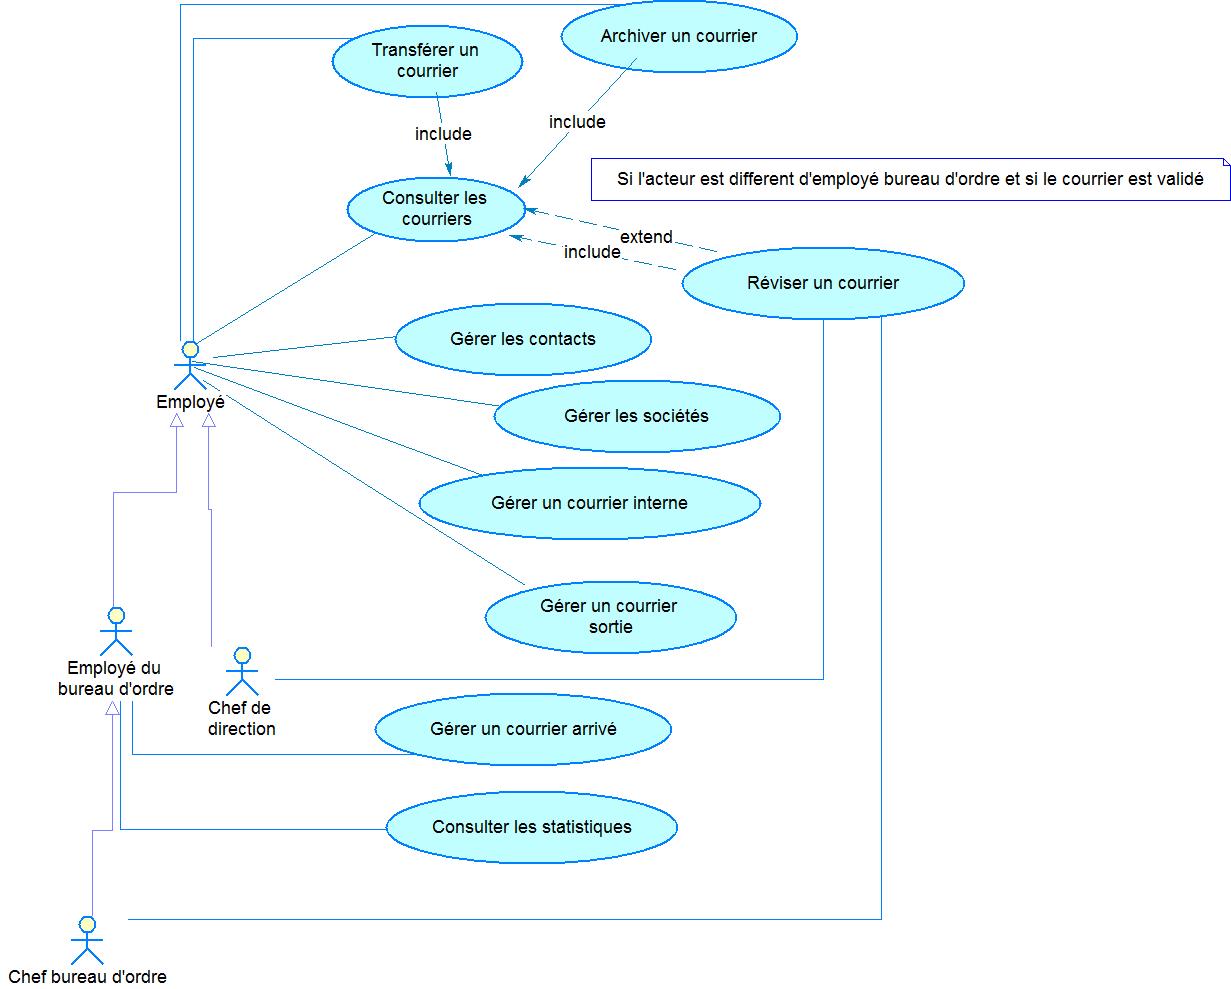 Archiver un courrier
Transférer un
courrier
include
include
Si l'acteur est different d'employé bureau d'ordre et si le courrier est validé
Consulter les
courriers
extend
include
Réviser un courrier
Gérer les contacts
Employé
Gérer les sociétés
Gérer un courrier interne
Gérer un courrier
sortie
Employé du
bureau d'ordre
Chef de
direction
Gérer un courrier arrivé
Consulter les statistiques
Chef bureau d'ordre